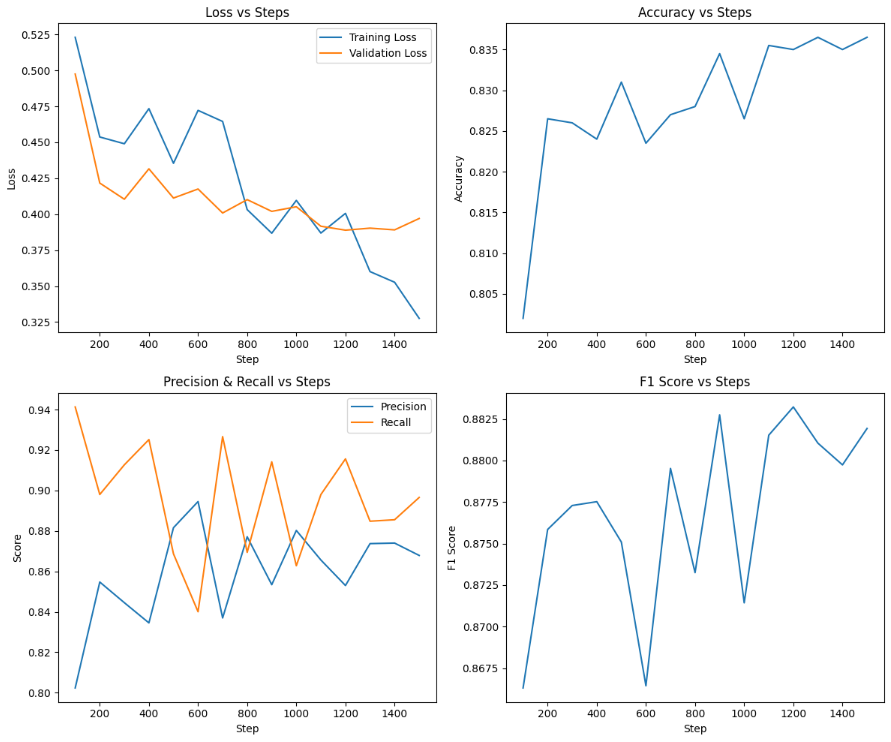 Loss vs Steps
0.525
0.500
0.475
0.450
0.425
0.400
0.375
0.350
0.325
Loss
Training Loss
Validation Loss
200 400 600 800 1000 1200 1400
Step
Accuracy vs Steps
0.835
0.830
0.825
0.820
0.815
0.810
0.805
Accuracy
200 400 600 800 1000 1200 1400
Step
Precision & Recall vs Steps
0.94
0.92
0.90
0.88
0.86
0.84
0.82
0.80
Score
Precision
Recall
200 400 600 800 1000 1200 1400
Step
F1 Score vs Steps
0.8825
0.8800
0.8775
0.8750
0.8725
0.8700
0.8675
F1 Score
200 400 600 800 1000 1200 1400
Step